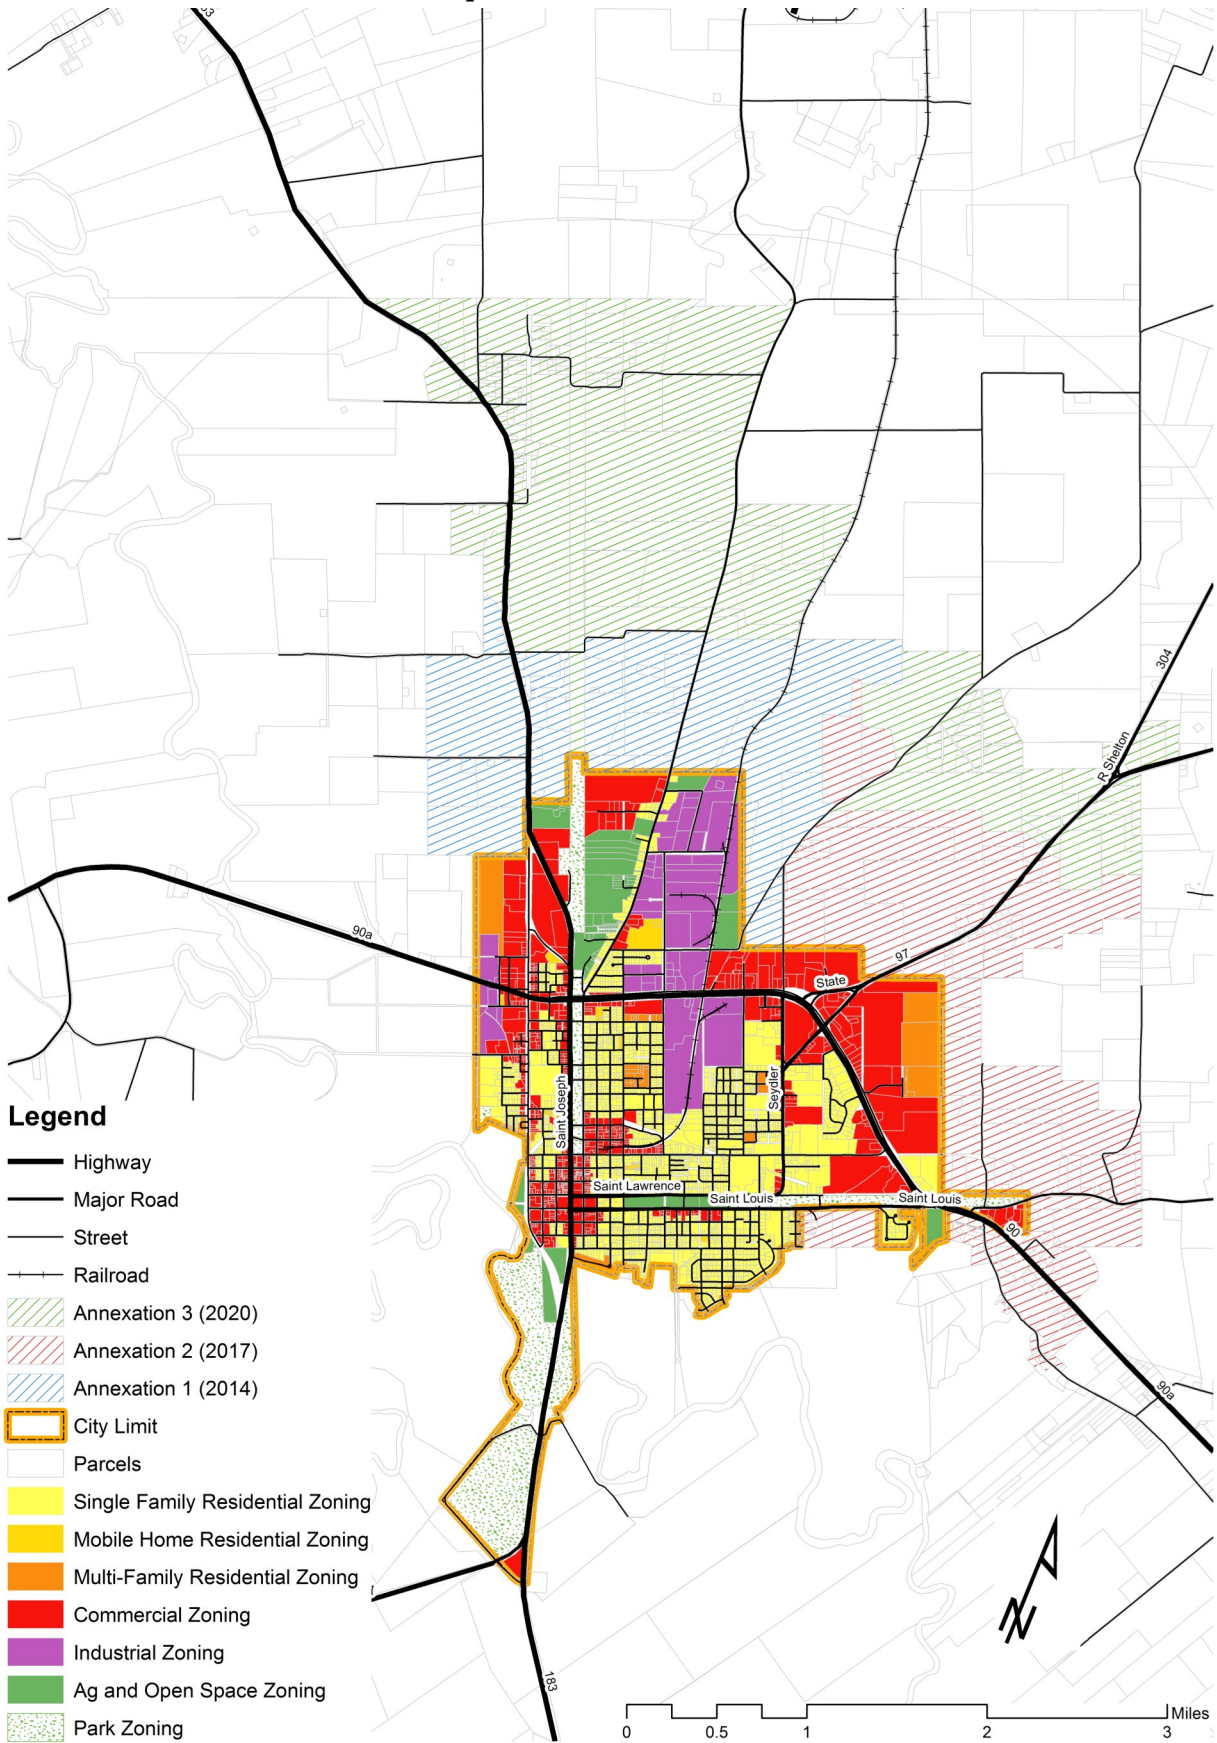 90a
304
R Shelton
97
State
Saint Joseph
Seydler
Saint Lawrence
Saint Louis
Saint Louis
90
90a
183
Legend
Highway
Major Road
Street
Railroad
Annexation 3 (2020)
Annexation 2 (2017)
Annexation 1 (2014)
City Limit
Parcels
Single Family Residential Zoning
Mobile Home Residential Zoning
Multi-Family Residential Zoning
Commercial Zoning
Industrial Zoning
Ag and Open Space Zoning
Park Zoning
N
Miles
0 0.5 1 2 3